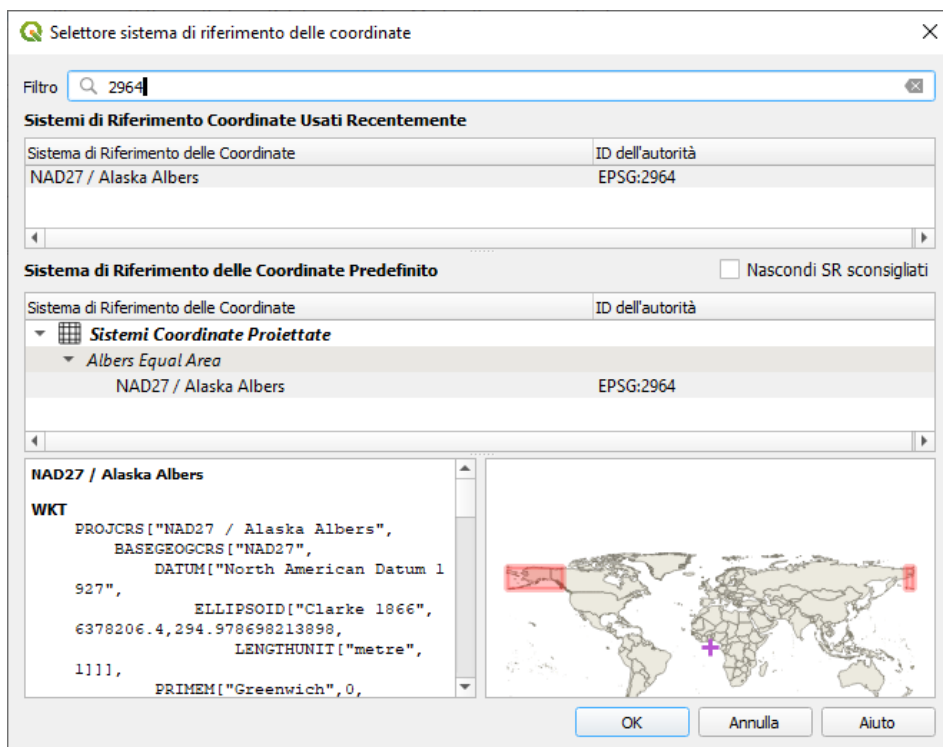 Selettore sistema di riferimento delle coordinate
Filtro 2964
Sistemi di Riferimento Coordinate Usati Recentemente
Sistema di Riferimento delle Coordinate ID dell'autorità
NAD27 / Alaska Albers EPSG:2964
Sistema di Riferimento delle Coordinate Predefinito Nascondi SR sconsigliati
Sistema di Riferimento delle Coordinate ID dell'autorità
Sistemi Coordinate Proiettate
Albers Equal Area
NAD27 / Alaska Albers EPSG:2964
NAD27 / Alaska Albers
WKT
PROJCRS["NAD27 / Alaska Albers",
BASEGEOGCRS["NAD27",
DATUM["North American Datum 1
927",
ELLIPSOID["Clarke 1866",
6378206.4,294.978698213898,
LENGTHUNIT["metre",
1]]],
PRIMEM["Greenwich",0,
OK Annulla Aiuto